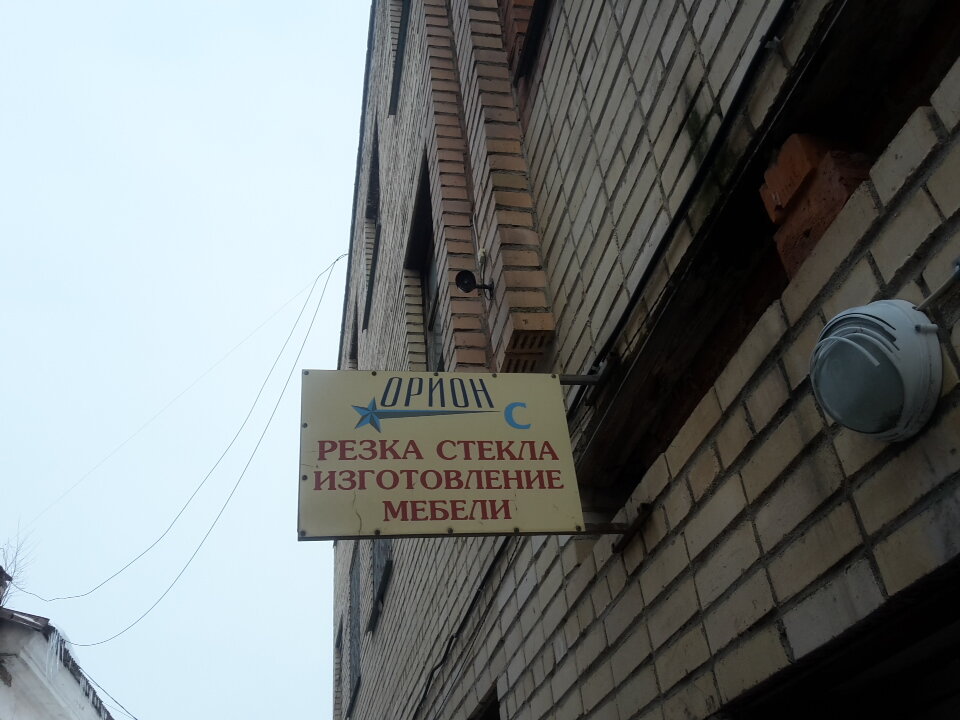 ОРИОН
С
РЕЗКА СТЕКЛА
ИЗГОТОВЛЕНИЕ
МЕБЕЛИ